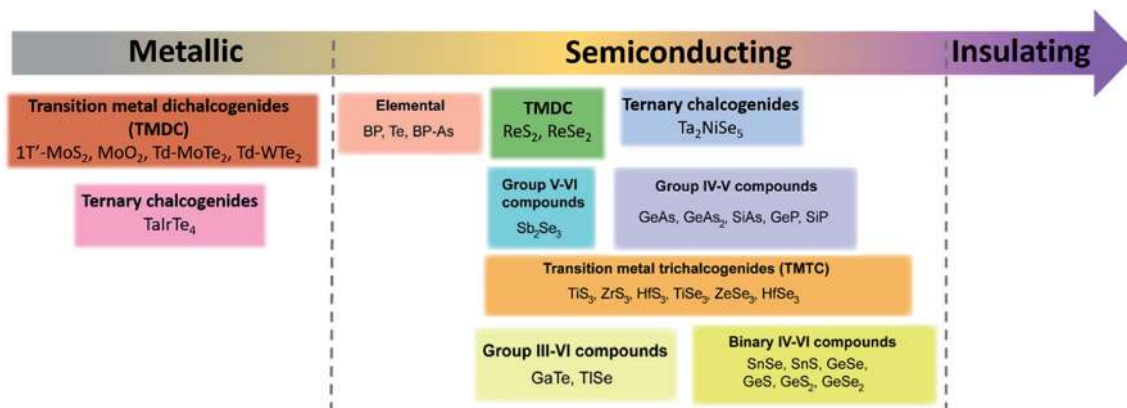 Metallic
Semiconducting
Insulating
Transition metal dichalcogenides
(TMDC)
1T′-MoS₂, MoO₂, Td-MoTe₂, Td-WTe₂
Elemental
BP, Te, BP-As
TMDC
ReS₂, ReSe₂
Ternary chalcogenides
Ta₂NiSe₅
Ternary chalcogenides
TaIrTe₄
Group V-VI
compounds
Sb₂Se₃
Group IV-V compounds
GeAs, GeAs₂, SiAs, GeP, SiP
Transition metal trichalcogenides (TMTC)
TiS₃, ZrS₃, HfS₃, TiSe₃, ZeSe₃, HfSe₃
Group III-VI compounds
GaTe, TlSe
Binary IV-VI compounds
SnSe, SnS, GeSe,
GeS, GeS₂, GeSe₂